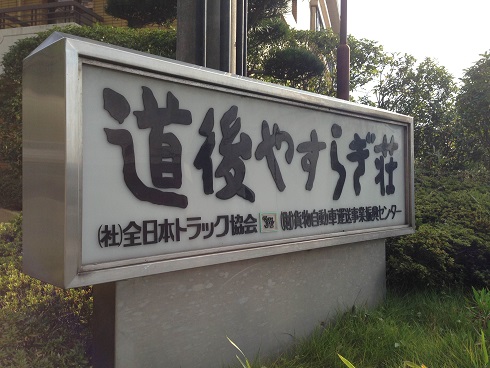 道後やすらぎ荘
(社)全日本トラック協会 (財)貨物自動車運送事業振興センター